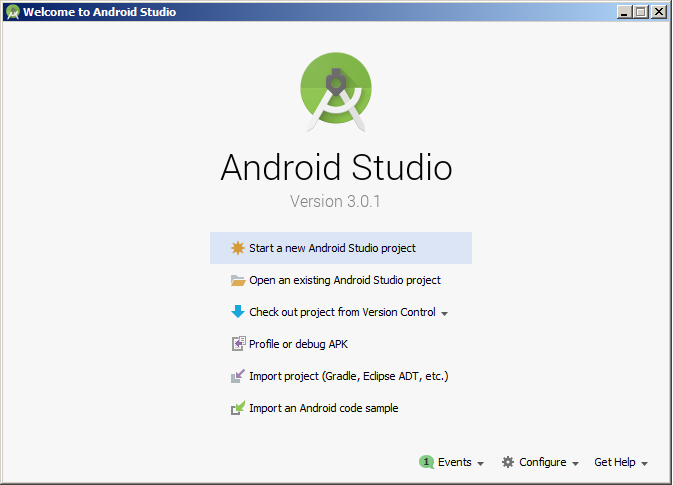 Welcome to Android Studio
Android Studio
Version 3.0.1
Start a new Android Studio project
Open an existing Android Studio project
Check out project from Version Control
Profile or debug APK
Import project (Gradle, Eclipse ADT, etc.)
Import an Android code sample
1 Events Configure Get Help